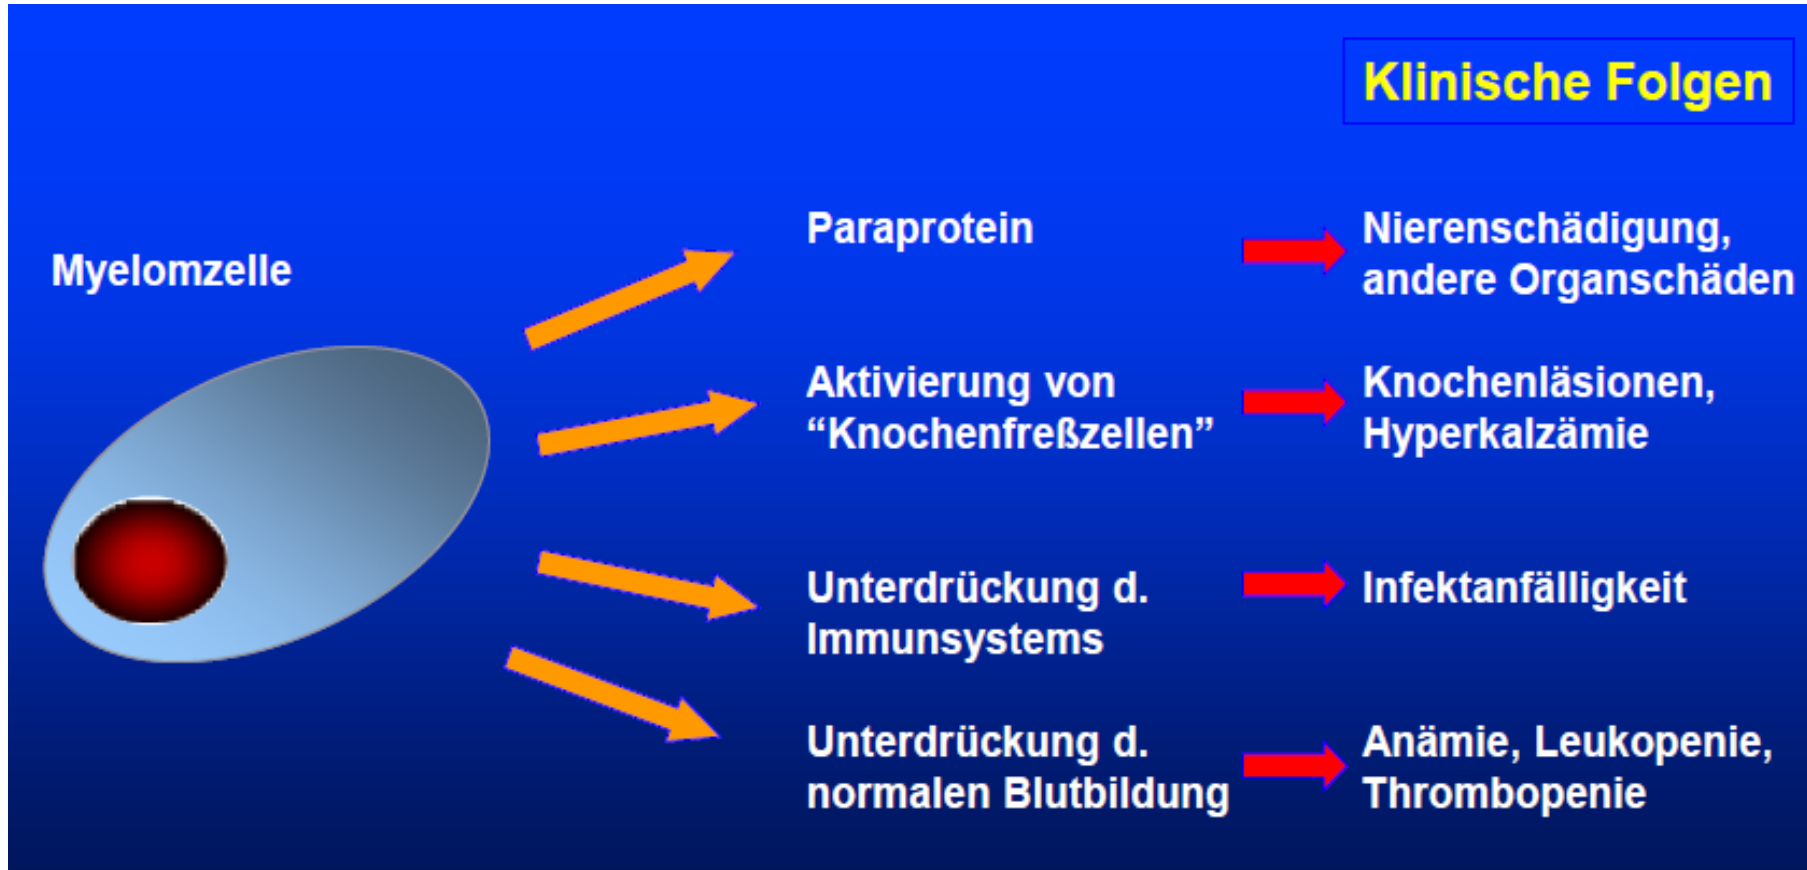 Klinische Folgen
Myelomzelle
Paraprotein
Nierenschädigung,
andere Organschäden
Aktivierung von
“Knochenfreßzellen”
Knochenläsionen,
Hyperkalzämie
Unterdrückung d.
Immunsystems
Infektanfälligkeit
Unterdrückung d.
normalen Blutbildung
Anämie, Leukopenie,
Thrombopenie